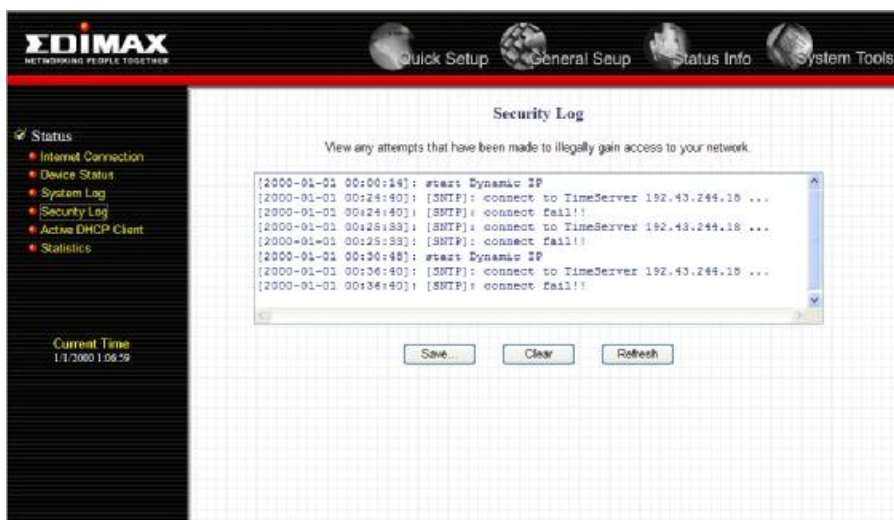 EDIMAX
NETWORKING PEOPLE TOGETHER
Quick Setup
General Seup
Status Info
System Tools
Status
Internet Connection
Device Status
System Log
Security Log
Active DHCP Client
Statistics
Current Time
1/1/2000 1:06:59
Security Log
View any attempts that have been made to illegally gain access to your network.
[2000-01-01 00:00:14]: start Dynamic IP
[2000-01-01 00:24:40]: [SNTP]: connect to TimeServer 192.43.244.18 ...
[2000-01-01 00:24:40]: [SNTP]: connect fail!!
[2000-01-01 00:25:33]: [SNTP]: connect to TimeServer 192.43.244.18 ...
[2000-01-01 00:25:33]: [SNTP]: connect fail!!
[2000-01-01 00:30:48]: start Dynamic IP
[2000-01-01 00:36:40]: [SNTP]: connect to TimeServer 192.43.244.18 ...
[2000-01-01 00:36:40]: [SNTP]: connect fail!!
Save...
Clear
Refresh